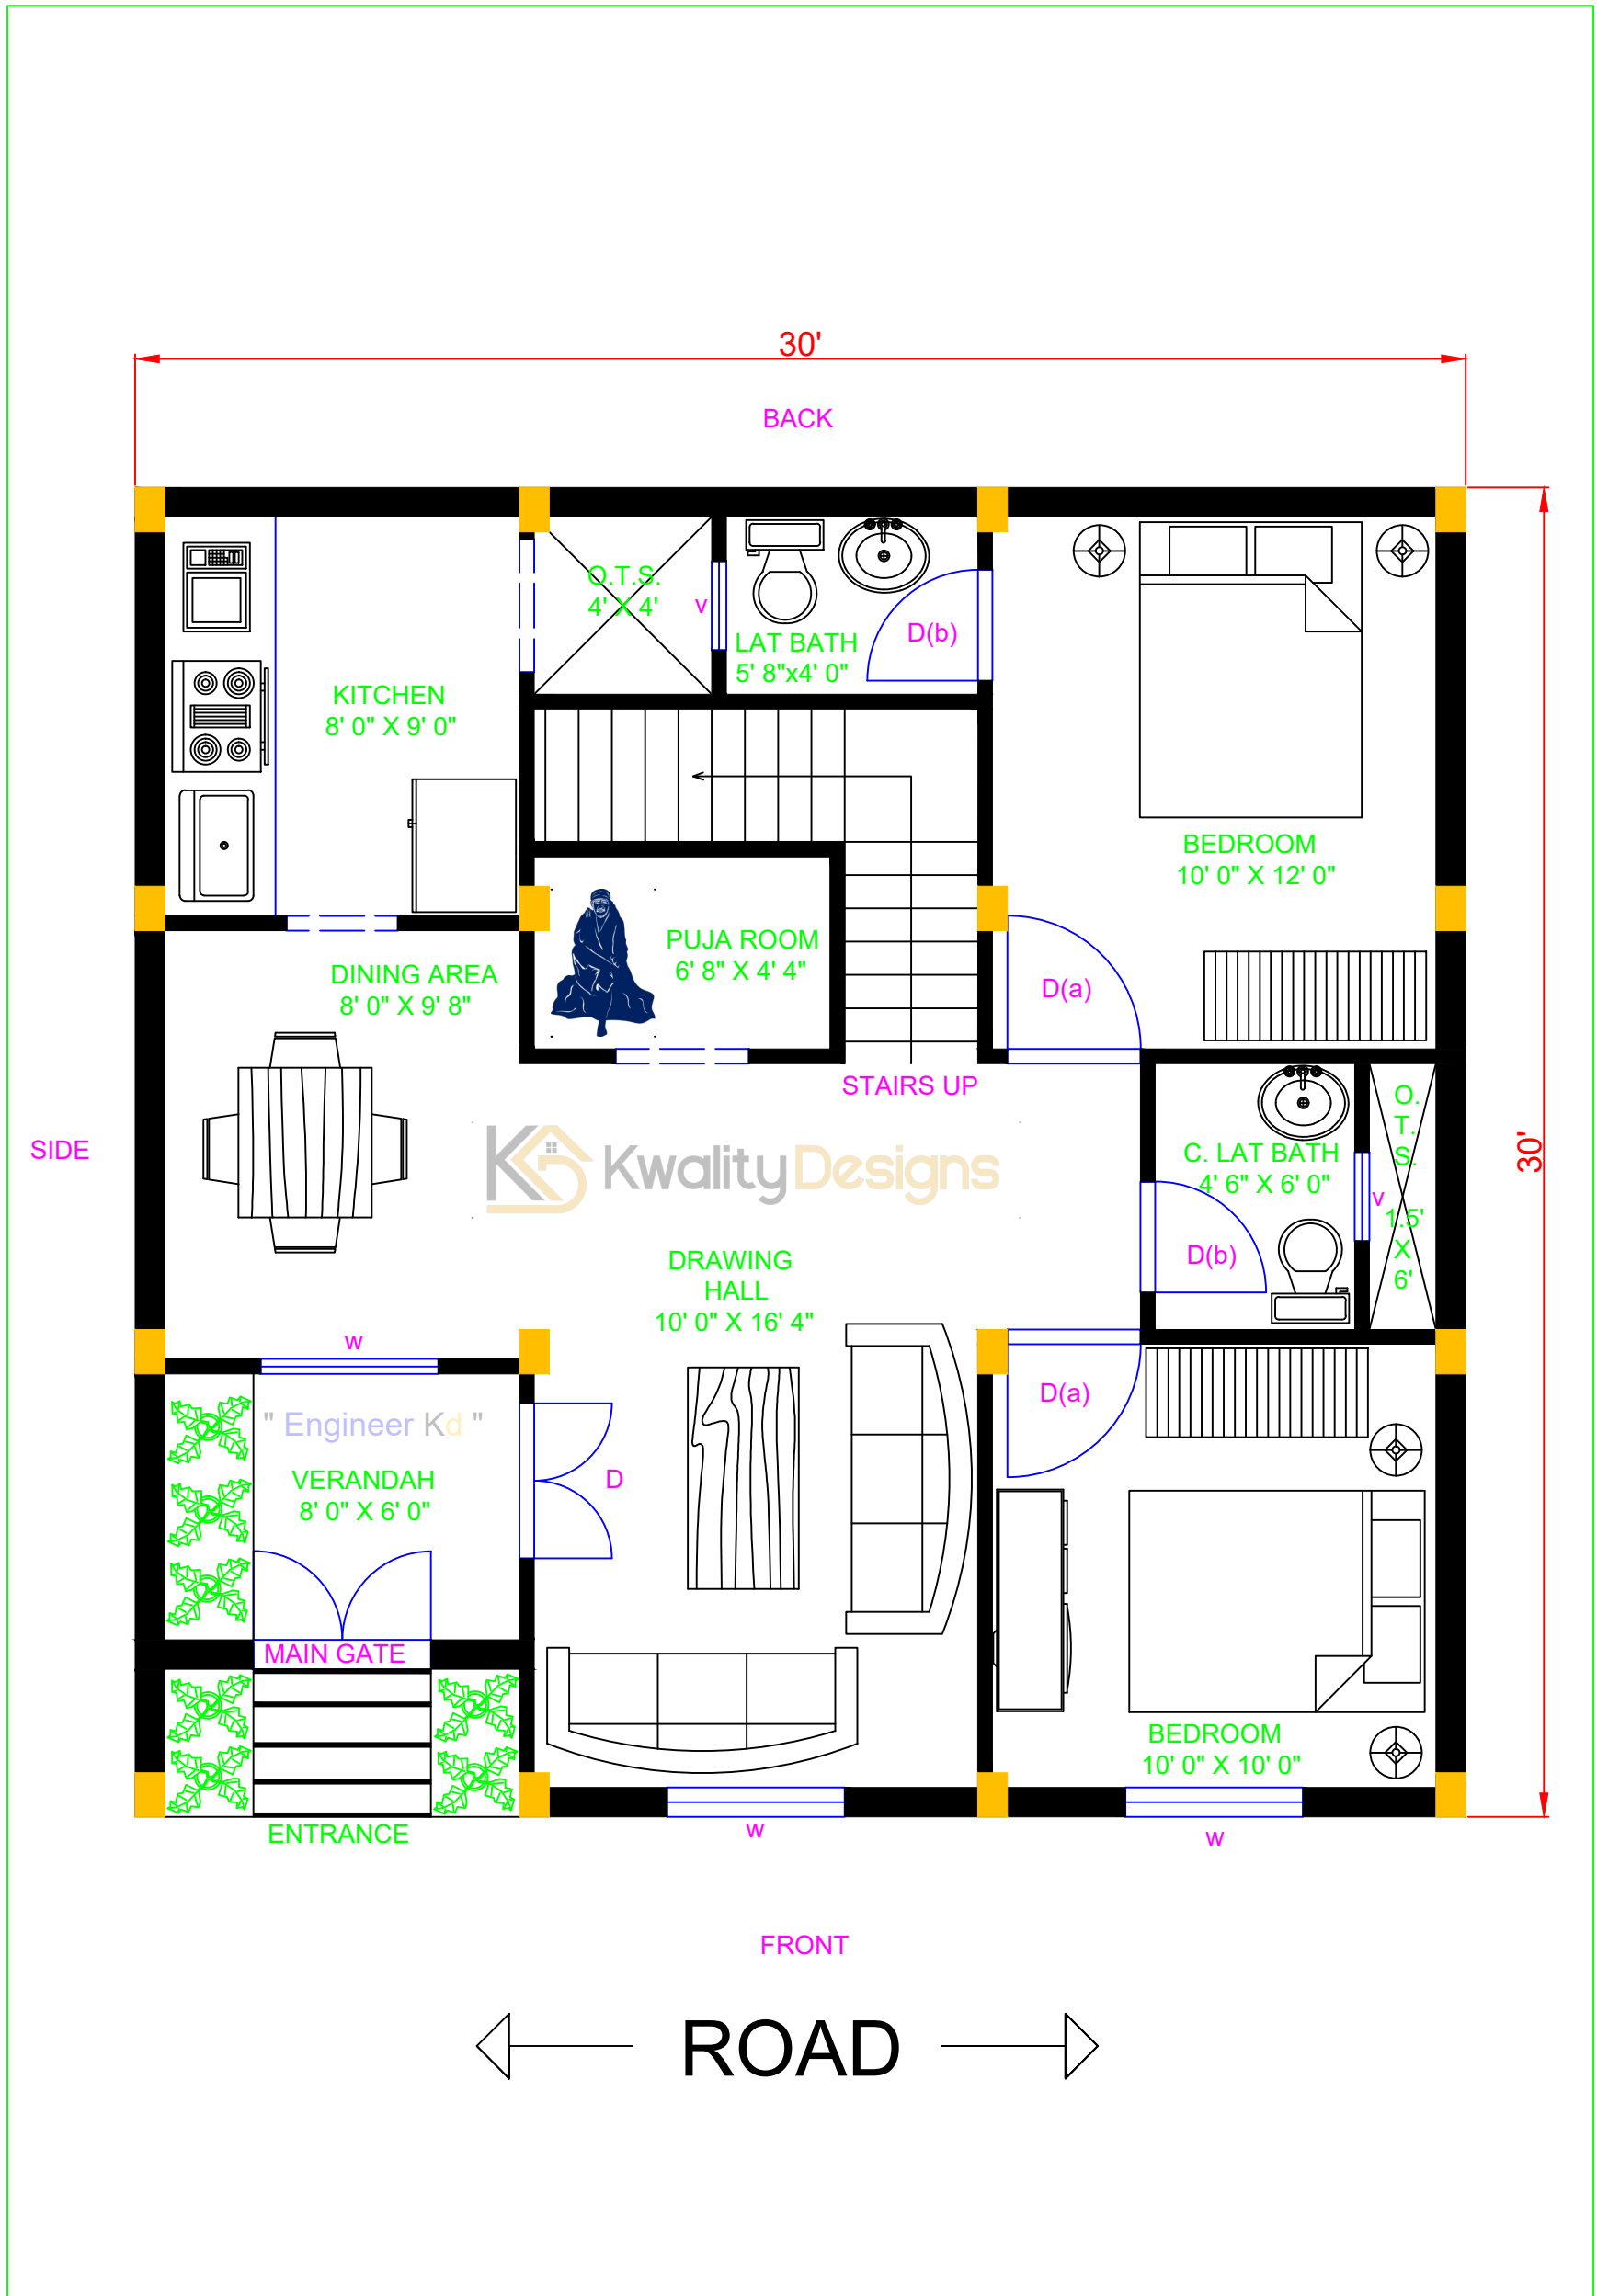 30'
BACK
O.T.S.
4' X 4'
v
LAT BATH
5' 8"x4' 0"
D(b)
KITCHEN
8' 0" X 9' 0"
BEDROOM
10' 0" X 12' 0"
PUJA ROOM
6' 8" X 4' 4"
DINING AREA
8' 0" X 9' 8"
D(a)
STAIRS UP
SIDE
30'
KwalityDesigns
C. LAT BATH
4' 6" X 6' 0"
D(b)
v
O.
T.
S.
1.5'
X
6'
DRAWING
HALL
10' 0" X 16' 4"
w
D(a)
" Engineer Kd "
VERANDAH
8' 0" X 6' 0"
D
MAIN GATE
BEDROOM
10' 0" X 10' 0"
ENTRANCE
w
w
FRONT
ROAD